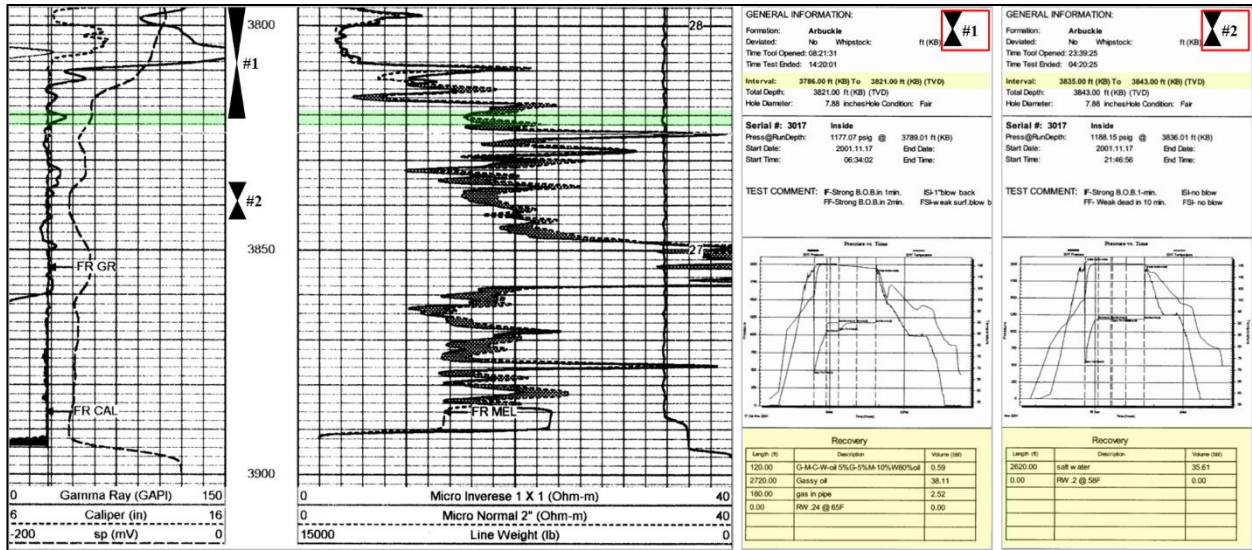 3800
#1
#2
3850
FR GR
FR CAL
3900
0 Gamma Ray (GAPI) 150
6 Caliper (in) 16
-200 sp (mV) 0
28
27
FR MEL
0 Micro Inverese 1 X 1 (Ohm-m) 40
0 Micro Normal 2" (Ohm-m) 40
15000 Line Weight (lb) 0
GENERAL INFORMATION:
#1
Formation: Arbuckle
Deviated: No Whipstock: ft (KB)
Time Tool Opened: 08:21:31
Time Test Ended: 14:20:01
Interval: 3786.00 ft (KB) To 3821.00 ft (KB) (TVD)
Total Depth: 3821.00 ft (KB) (TVD)
Hole Diameter: 7.88 inchesHole Condition: Fair
Serial #: 3017 Inside
Press@RunDepth: 1177.07 psig @ 3789.01 ft (KB)
Start Date: 2001.11.17 End Date:
Start Time: 06:34:02 End Time:
TEST COMMENT: IF-Strong B.O.B.in 1min. ISI-1"blow back
FF-Strong B.O.B.in 2min. FSI-weak surf.blow b
Pressure vs. Time
Pressure
Temperature
Time(Hours)
Recovery
Length (ft) Description Volume (bbl)
120.00 G-M-C-W-oil 5%G-5%M-10%W80%oil 0.59
2720.00 Gassy oil 38.11
180.00 gas in pipe 2.52
0.00 RW .24 @ 65F 0.00
GENERAL INFORMATION:
#2
Formation: Arbuckle
Deviated: No Whipstock: ft (KB)
Time Tool Opened: 23:39:25
Time Test Ended: 04:20:25
Interval: 3835.00 ft (KB) To 3843.00 ft (KB) (TVD)
Total Depth: 3843.00 ft (KB) (TVD)
Hole Diameter: 7.88 inchesHole Condition: Fair
Serial #: 3017 Inside
Press@RunDepth: 1188.15 psig @ 3836.01 ft (KB)
Start Date: 2001.11.17 End Date:
Start Time: 21:46:56 End Time:
TEST COMMENT: IF-Strong B.O.B.1-min. ISI-no blow
FF- Weak dead in 10 min. FSI- no blow
Pressure vs. Time
Pressure
Temperature
Time(Hours)
Recovery
Length (ft) Description Volume (bbl)
2620.00 salt water 35.61
0.00 RW .2 @ 58F 0.00